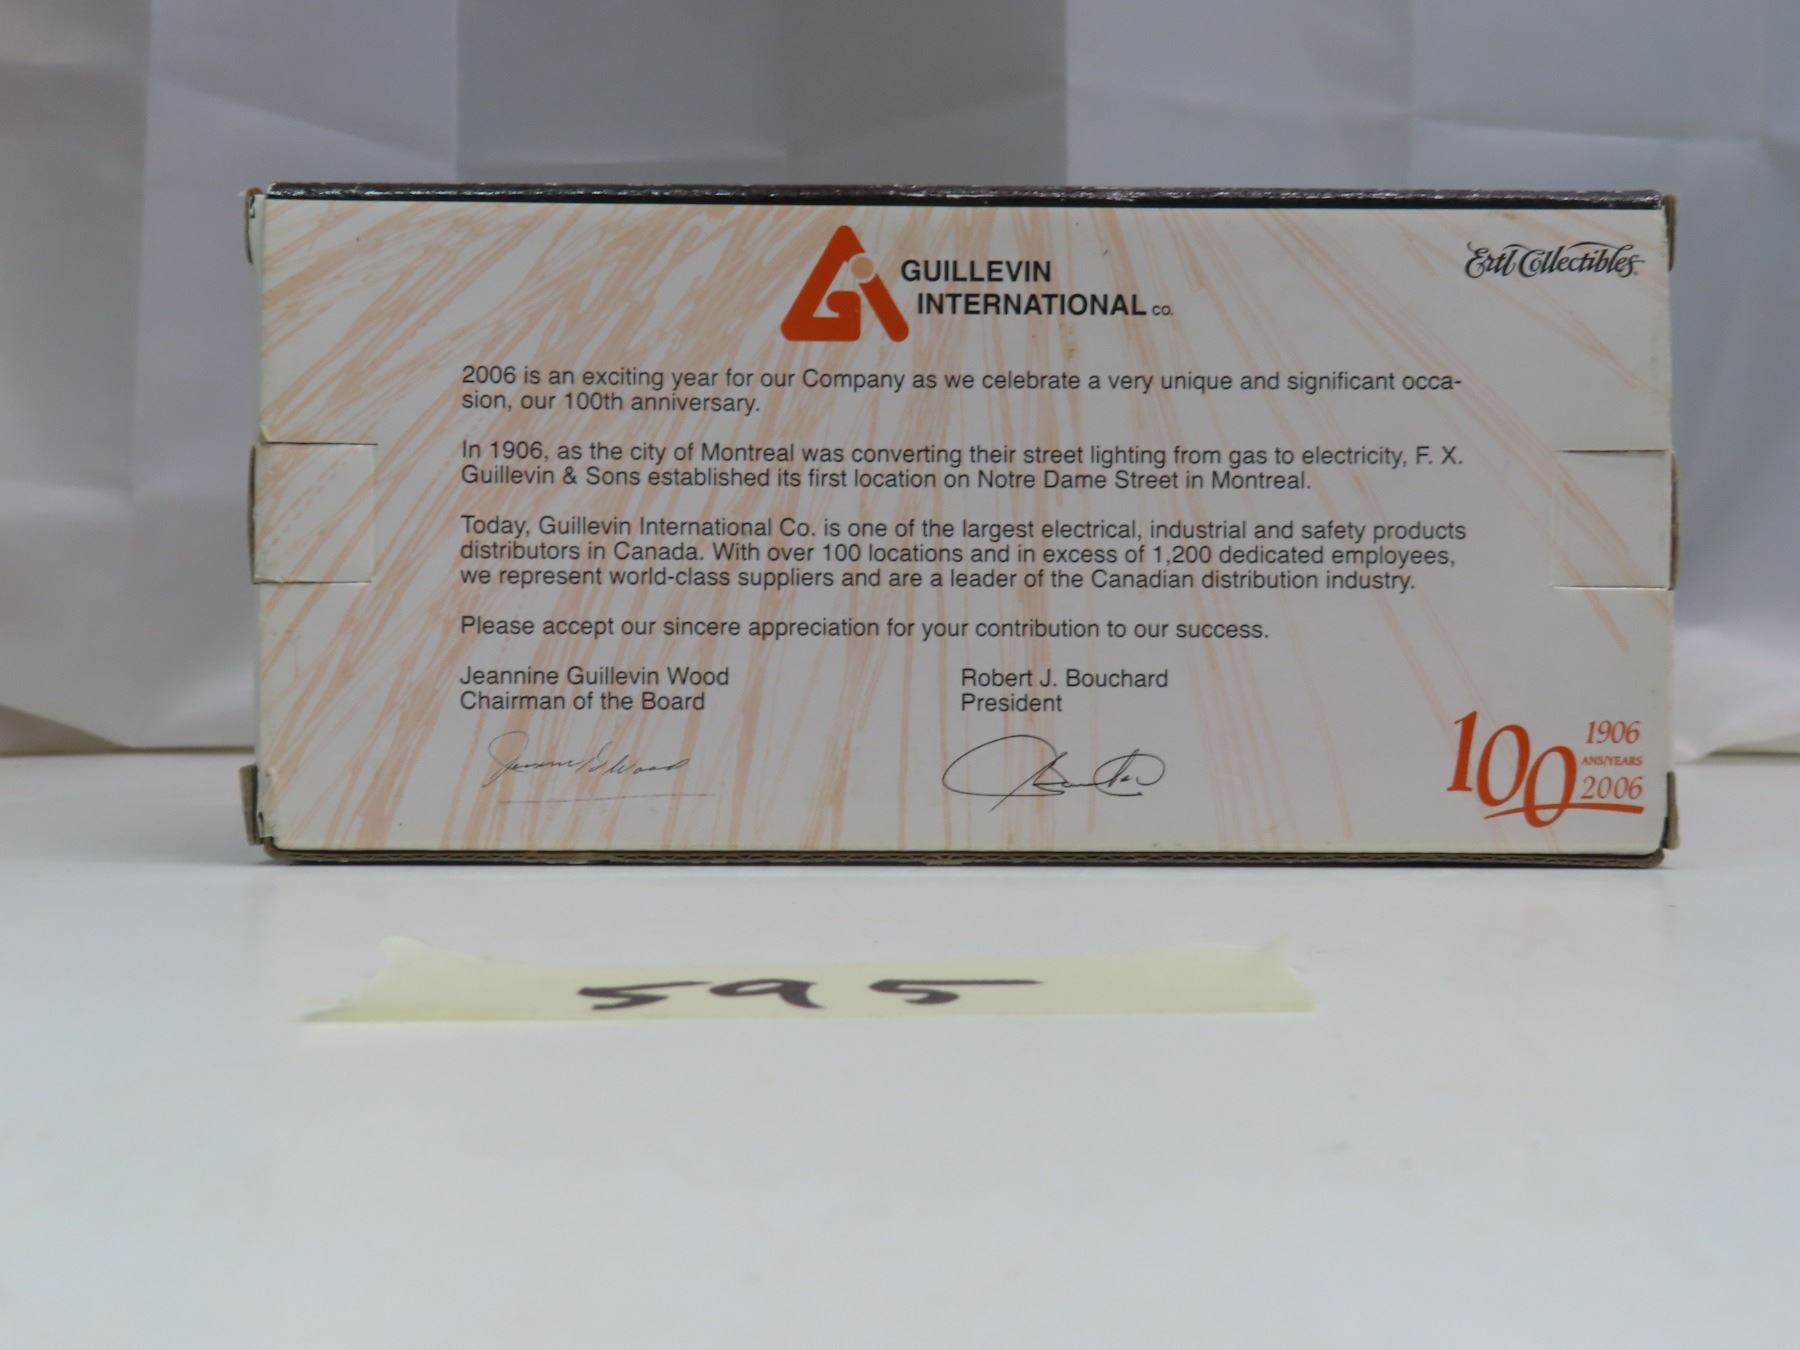 GUILLEVIN
INTERNATIONAL co.
Ertl Collectibles
2006 is an exciting year for our Company as we celebrate a very unique and significant occa-
sion, our 100th anniversary.
In 1906, as the city of Montreal was converting their street lighting from gas to electricity, F. X.
Guillevin & Sons established its first location on Notre Dame Street in Montreal.
Today, Guillevin International Co. is one of the largest electrical, industrial and safety products
distributors in Canada. With over 100 locations and in excess of 1,200 dedicated employees,
we represent world-class suppliers and are a leader of the Canadian distribution industry.
Please accept our sincere appreciation for your contribution to our success.
Jeannine Guillevin Wood
Chairman of the Board
Robert J. Bouchard
President
100
1906
ANS/YEARS
2006
595